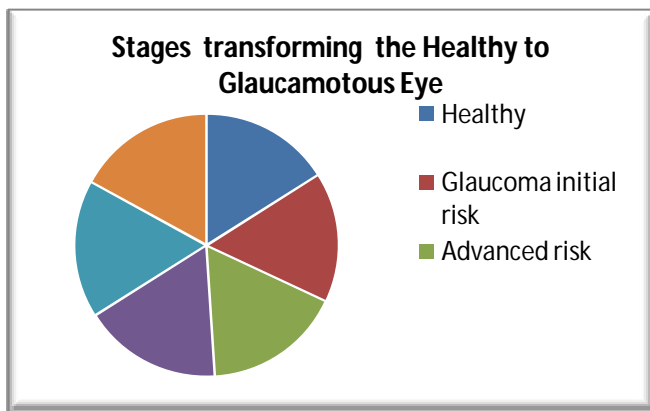 Stages transforming the Healthy to
Glaucamotous Eye
Healthy
Glaucoma initial
risk
Advanced risk